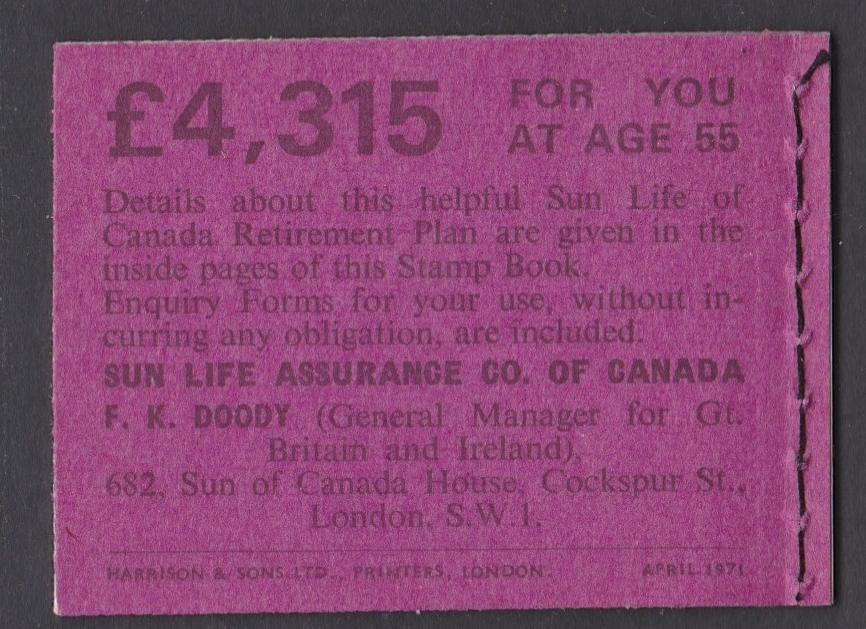 £4,315 FOR YOU
AT AGE 55
Details about this helpful Sun Life of
Canada Retirement Plan are given in the
inside pages of this Stamp Book.
Enquiry Forms for your use, without in-
curring any obligation, are included.
SUN LIFE ASSURANCE CO. OF CANADA
F. K. DOODY (General Manager for Gt.
Britain and Ireland),
682, Sun of Canada House, Cockspur St.,
London, S.W.1.
HARRISON & SONS LTD., PRINTERS, LONDON. APRIL 1971